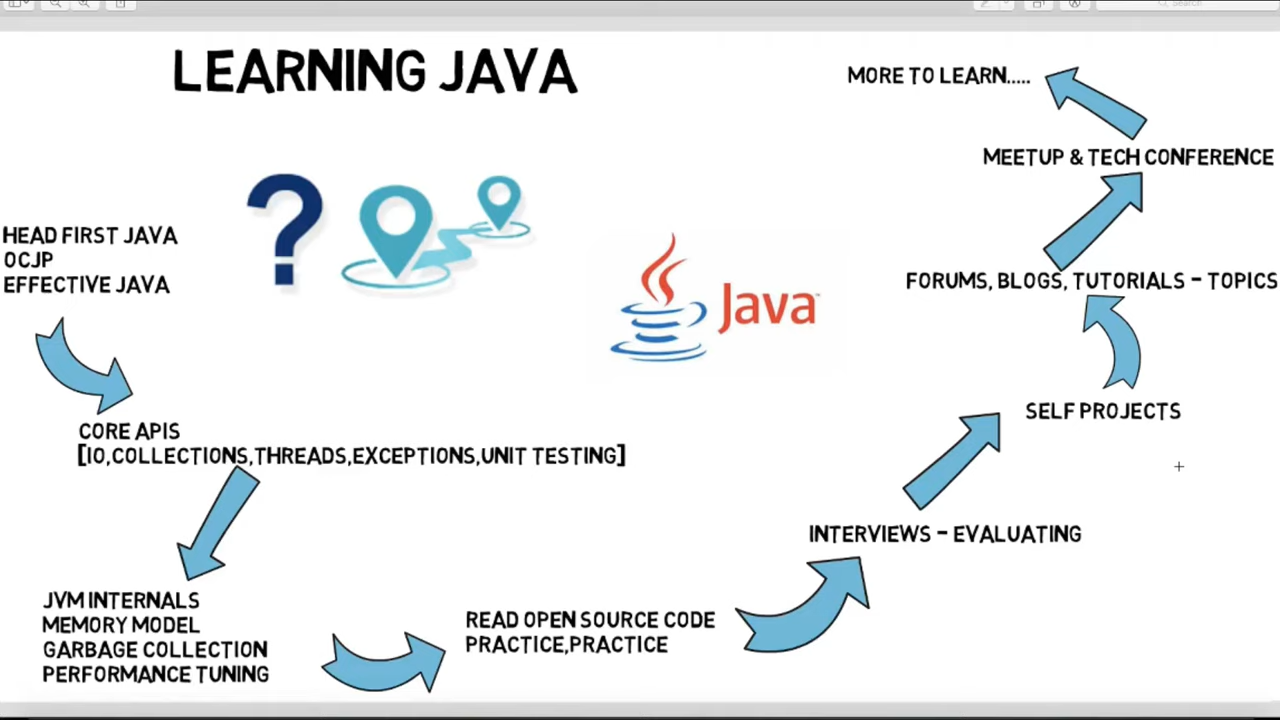 Search
LEARNING JAVA
MORE TO LEARN.....
MEETUP & TECH CONFERENCE
?
HEAD FIRST JAVA
OCJP
EFFECTIVE JAVA
Java™
FORUMS, BLOGS, TUTORIALS - TOPICS
SELF PROJECTS
CORE APIS
[IO,COLLECTIONS,THREADS,EXCEPTIONS,UNIT TESTING]
INTERVIEWS - EVALUATING
JVM INTERNALS
MEMORY MODEL
GARBAGE COLLECTION
PERFORMANCE TUNING
READ OPEN SOURCE CODE
PRACTICE,PRACTICE